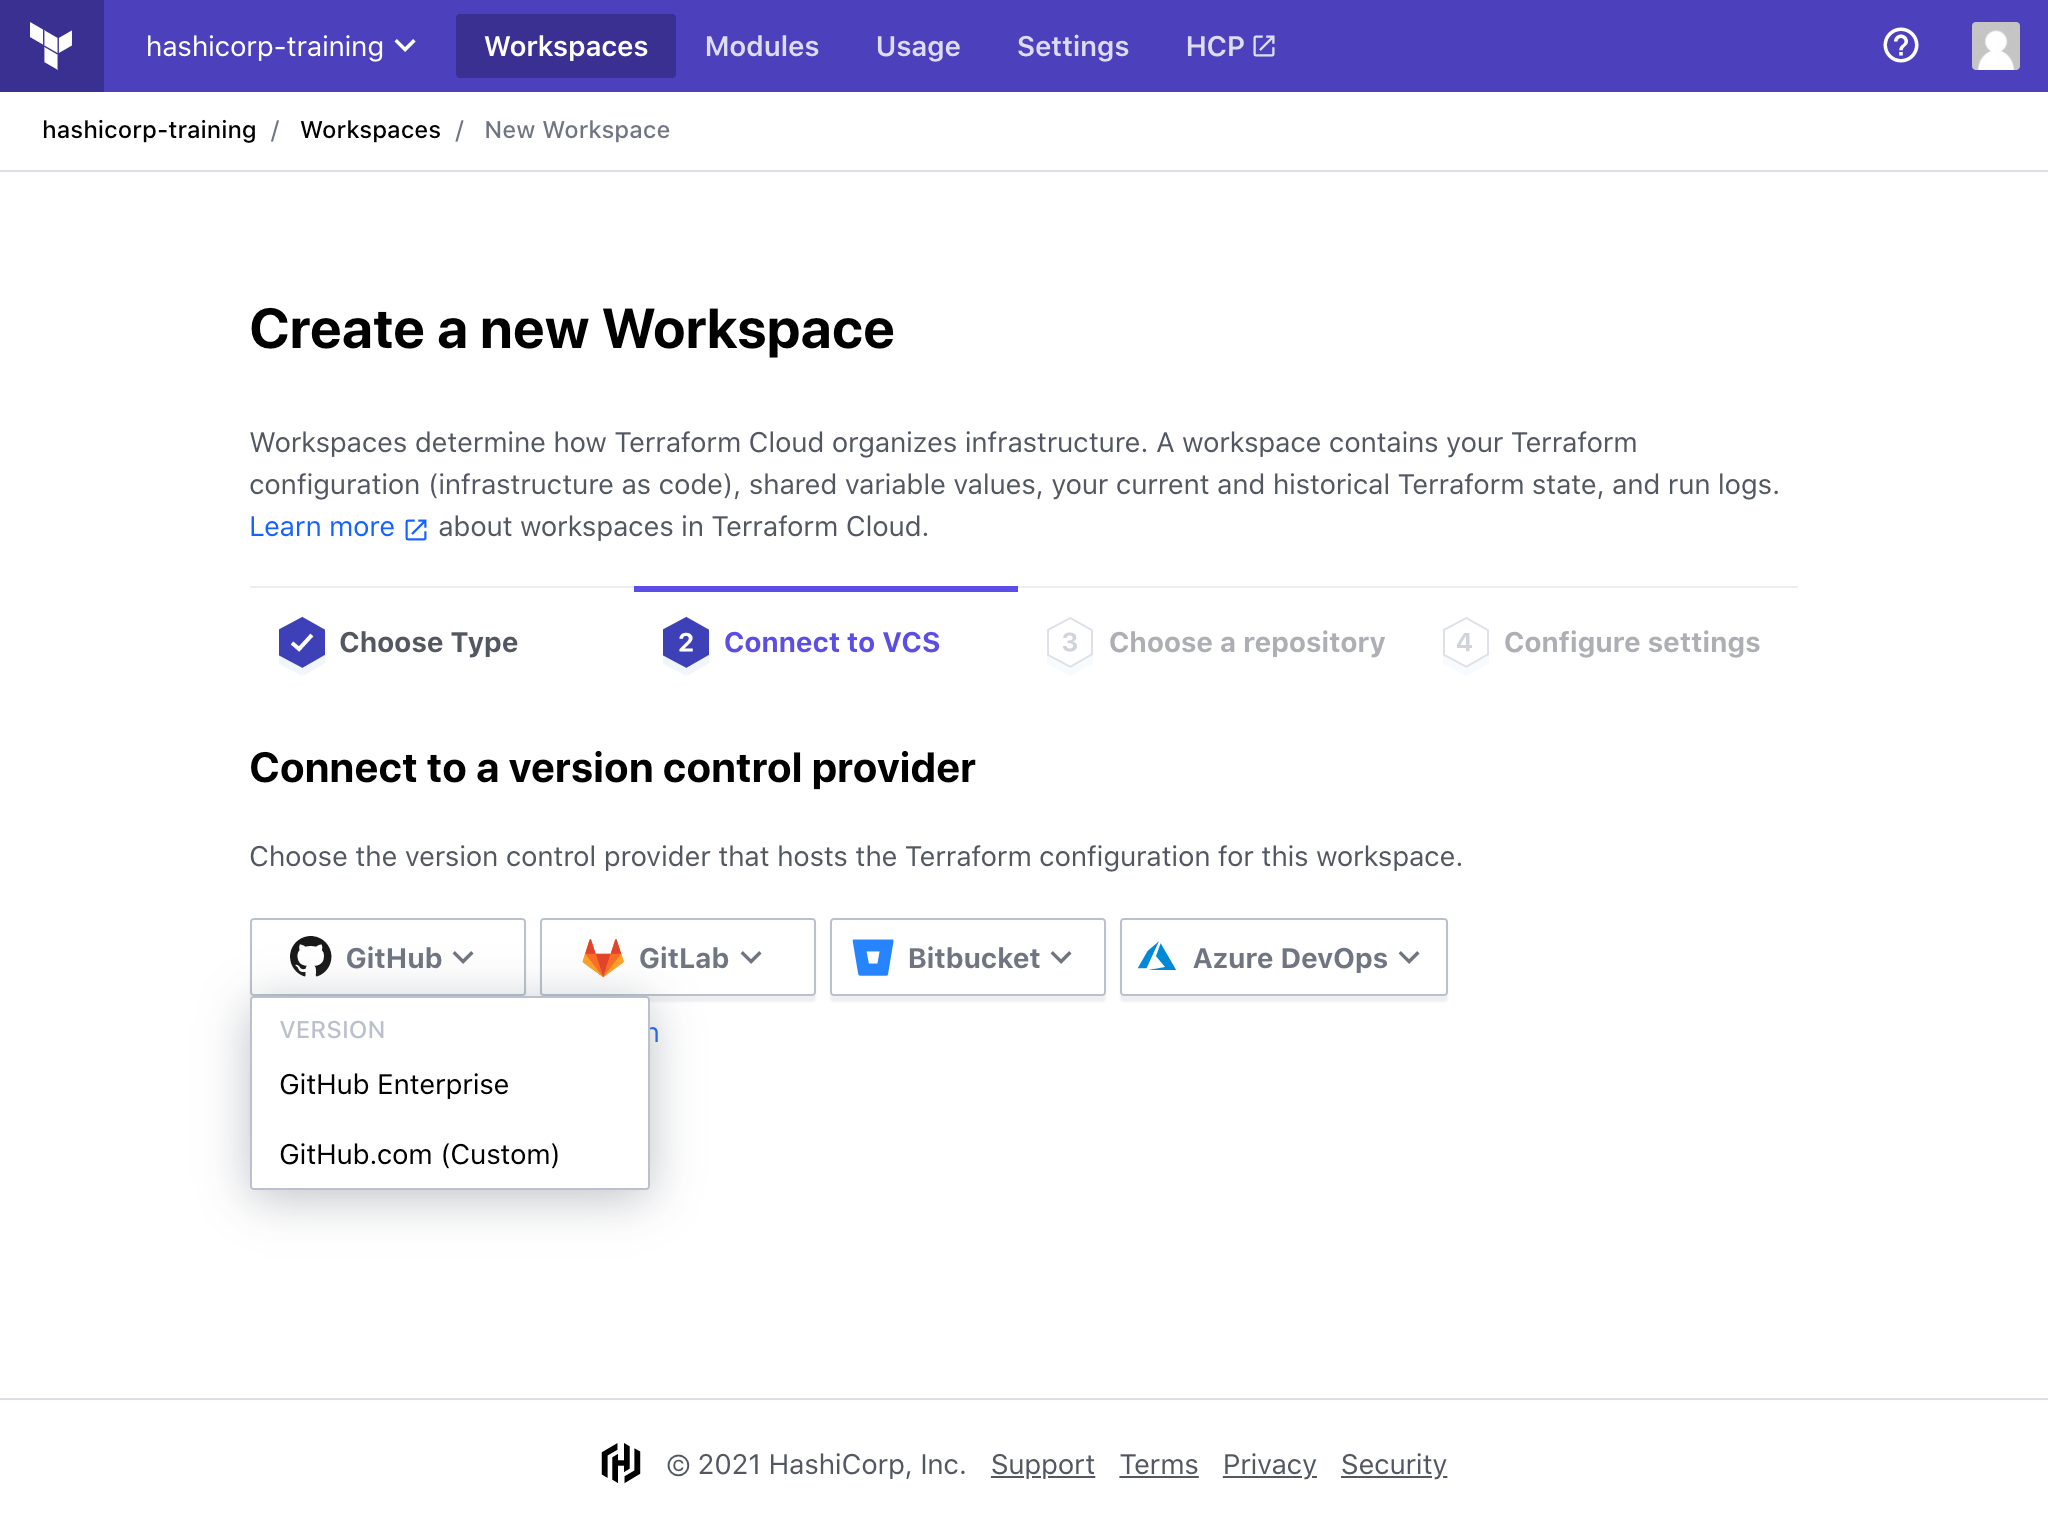 hashicorp-training Workspaces Modules Usage Settings HCP
hashicorp-training / Workspaces / New Workspace
Create a new Workspace
Workspaces determine how Terraform Cloud organizes infrastructure. A workspace contains your Terraform
configuration (infrastructure as code), shared variable values, your current and historical Terraform state, and run logs.
Learn more about workspaces in Terraform Cloud.
Choose Type 2 Connect to VCS 3 Choose a repository 4 Configure settings
Connect to a version control provider
Choose the version control provider that hosts the Terraform configuration for this workspace.
GitHub GitLab Bitbucket Azure DevOps
VERSION
GitHub Enterprise
GitHub.com (Custom)
© 2021 HashiCorp, Inc. Support Terms Privacy Security